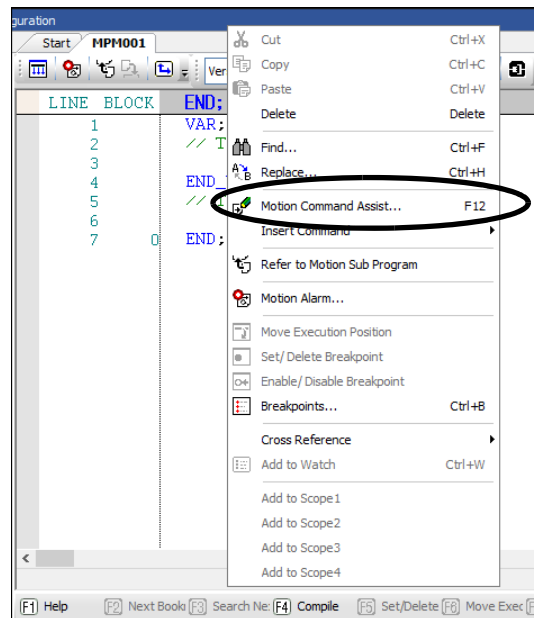 guration
Start MPM001
Ver
LINE BLOCK END;
1 VAR;
2 // T
3
4 END_
5 // T
6
7 0 END;
Cut Ctrl+X
Copy Ctrl+C
Paste Ctrl+V
Delete Delete
Find... Ctrl+F
Replace... Ctrl+H
Motion Command Assist... F12
Insert Command
Refer to Motion Sub Program
Motion Alarm...
Move Execution Position
Set/Delete Breakpoint
Enable/Disable Breakpoint
Breakpoints... Ctrl+B
Cross Reference
Add to Watch Ctrl+W
Add to Scope1
Add to Scope2
Add to Scope3
Add to Scope4
F1 Help F2 Next Book F3 Search Ne: F4 Compile F5 Set/Delete F6 Move Exec